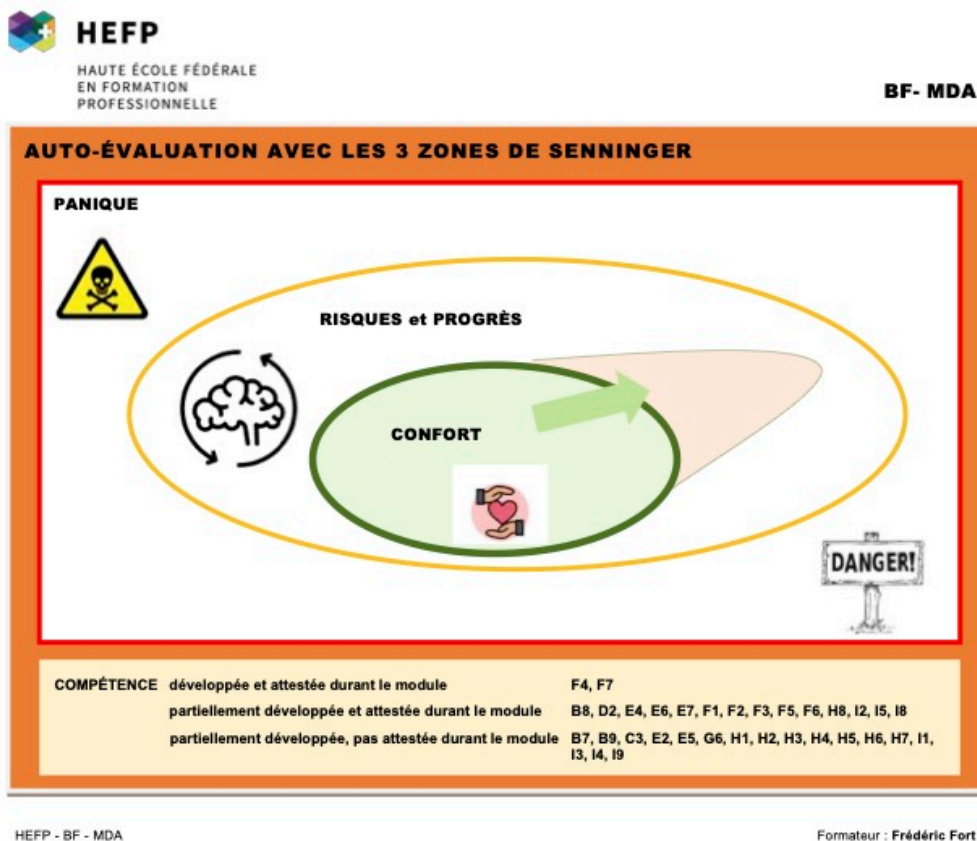 HEFP
HAUTE ÉCOLE FÉDÉRALE
EN FORMATION
PROFESSIONNELLE
BF- MDA
AUTO-ÉVALUATION AVEC LES 3 ZONES DE SENNINGER
PANIQUE
RISQUES et PROGRÈS
CONFORT
DANGER!
COMPÉTENCE développée et attestée durant le module F4, F7
partiellement développée et attestée durant le module B8, D2, E4, E6, E7, F1, F2, F3, F5, F6, H8, I2, I5, I8
partiellement développée, pas attestée durant le module B7, B9, C3, E2, E5, G6, H1, H2, H3, H4, H5, H6, H7, I1,
I3, I4, I9
HEFP - BF - MDA
Formateur : Frédéric Fort